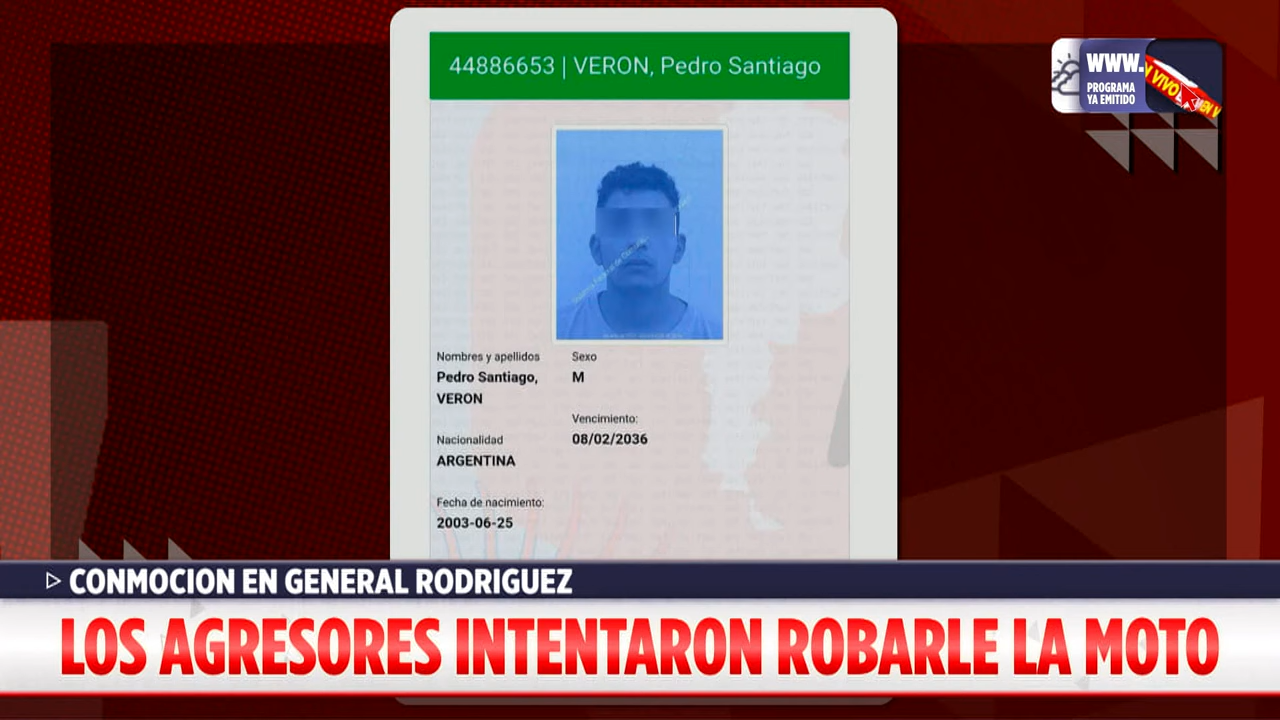 44886653 | VERON, Pedro Santiago
WWW.
PROGRAMA
YA EMITIDO
VIVO
Nombres y apellidos
Pedro Santiago,
VERON
Sexo
M
Vencimiento:
08/02/2036
Nacionalidad
ARGENTINA
Fecha de nacimiento:
2003-06-25
CONMOCION EN GENERAL RODRIGUEZ
LOS AGRESORES INTENTARON ROBARLE LA MOTO